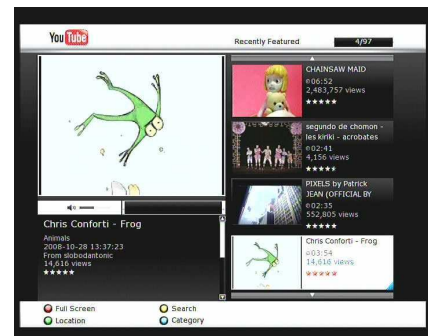 YouTube
Recently Featured
4/97
CHAINSAW MAID
06:52
2,483,757 views
segundo de chomon -
les kiriki - acrobates
02:41
4,156 views
PIXELS by Patrick
JEAN (OFFICIAL BY
02:35
552,805 views
Chris Conforti - Frog
03:54
14,616 views
Chris Conforti - Frog
Animals
2008-10-28 13:37:23
From slobodantonic
14,616 views
Full Screen
Search
Location
Category